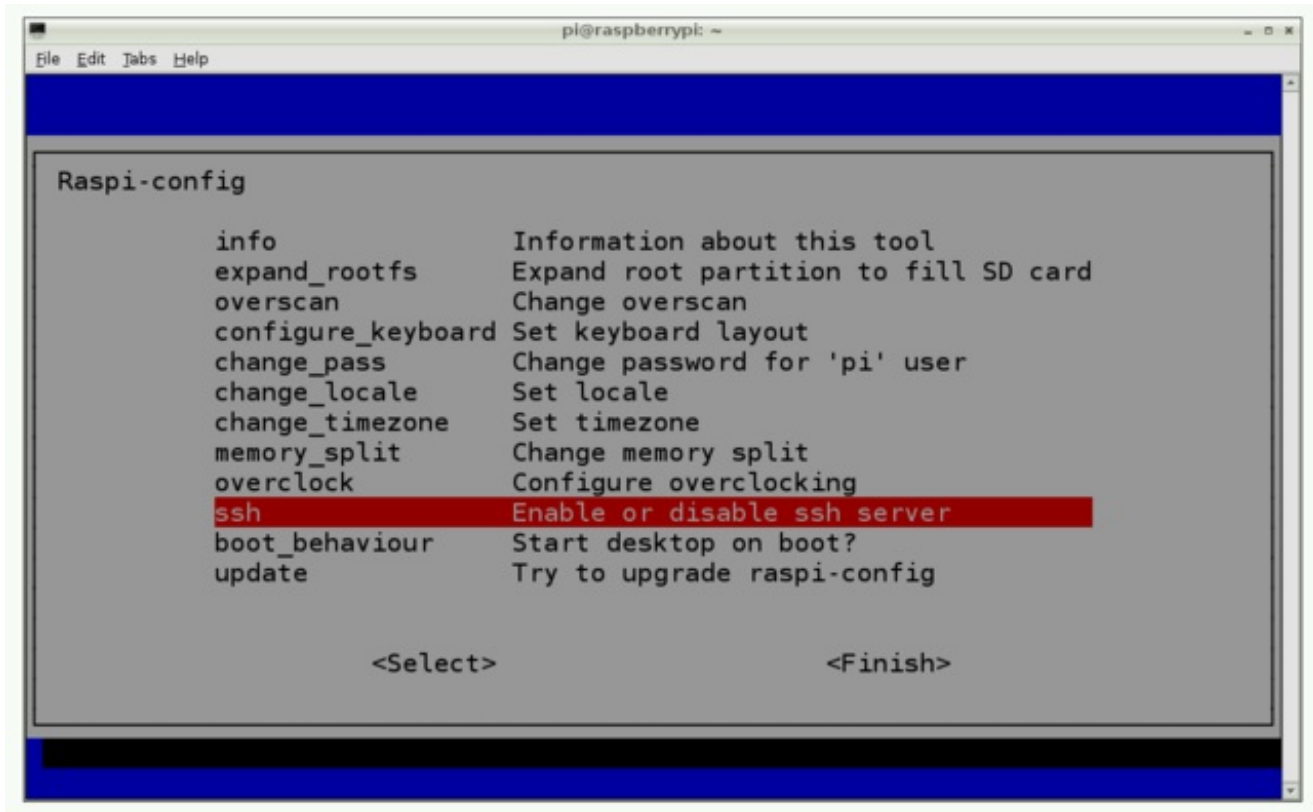 pi@raspberrypi: ~
File Edit Tabs Help
Raspi-config
info Information about this tool
expand_rootfs Expand root partition to fill SD card
overscan Change overscan
configure_keyboard Set keyboard layout
change_pass Change password for 'pi' user
change_locale Set locale
change_timezone Set timezone
memory_split Change memory split
overclock Configure overclocking
ssh Enable or disable ssh server
boot_behaviour Start desktop on boot?
update Try to upgrade raspi-config
<Select> <Finish>